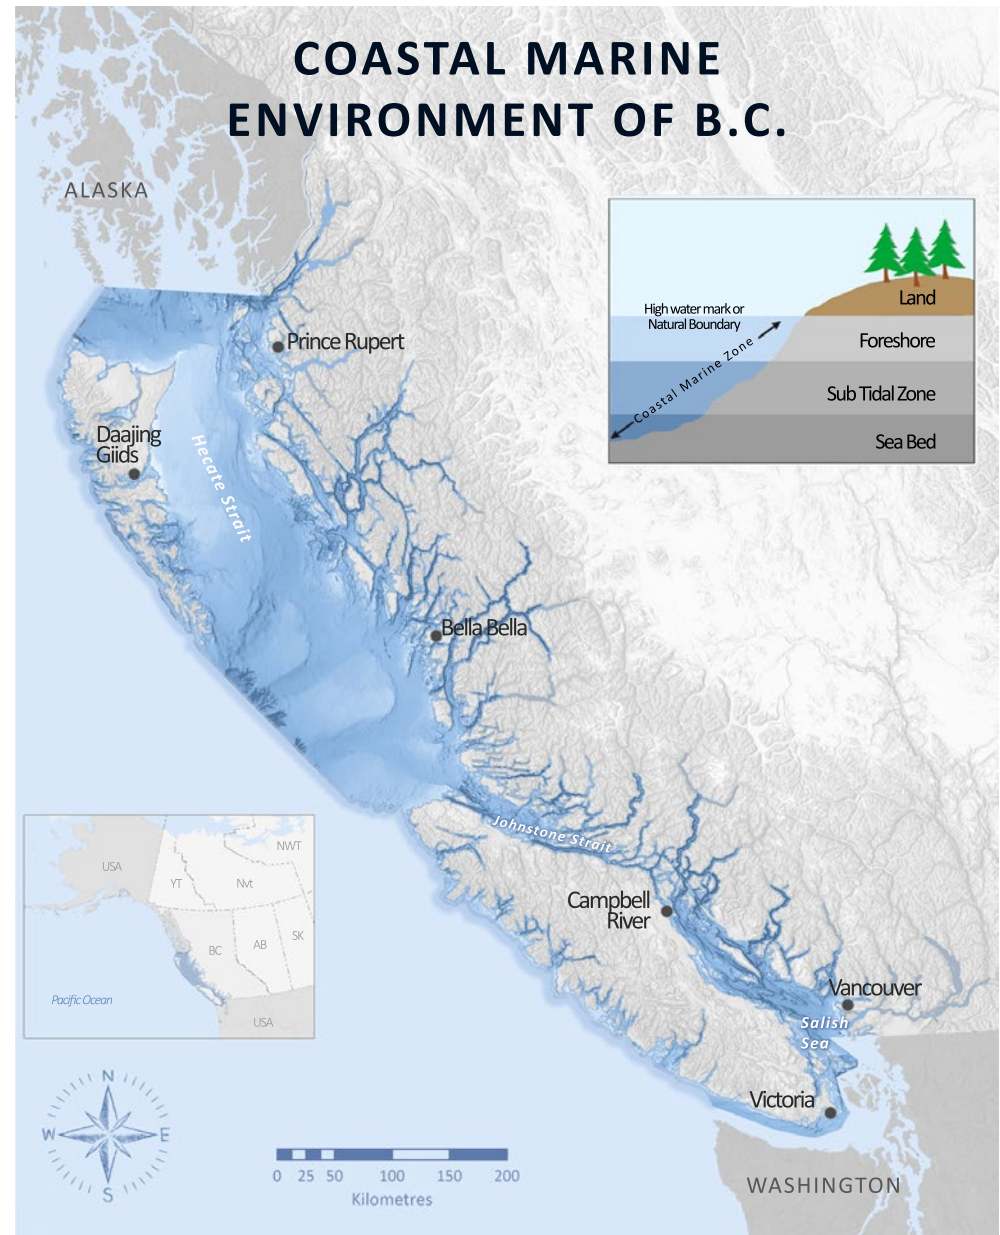 COASTAL MARINE
ENVIRONMENT OF B.C.
ALASKA
High water mark or
Natural Boundary
Coastal Marine Zone
Land
Foreshore
Sub Tidal Zone
Sea Bed
Prince Rupert
Daajing
Giids
Hecate Strait
Bella Bella
Johnstone Strait
Campbell
River
Vancouver
Salish
Sea
Victoria
WASHINGTON
USA
YT
NWT
Nvt
BC
AB
SK
Pacific Ocean
USA
N
W
E
S
0 25 50 100 150 200
Kilometres